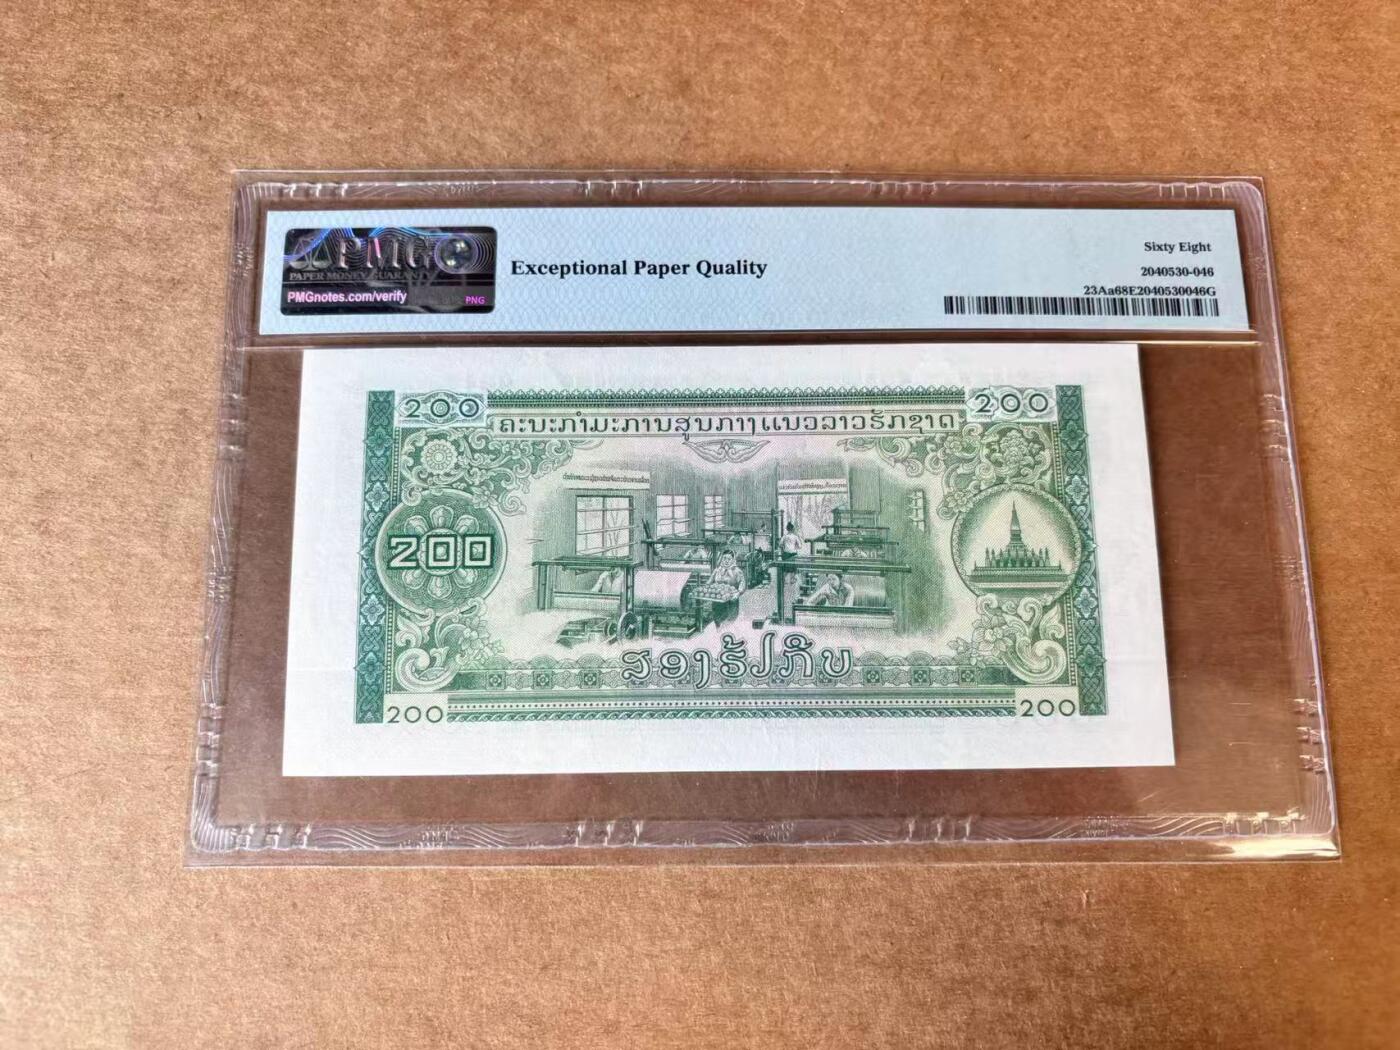 PMG
PAPER MONEY GUARANTY
PMGnotes.com/verify
PNG
Exceptional Paper Quality
Sixty Eight
2040530-046
23Aa68E2040530046G
200
200
ຄະນະກຳມະການສູນກາງແນວລາວຮັກຊາດ
200
ສອງຮ້ຽກີບ
200
200